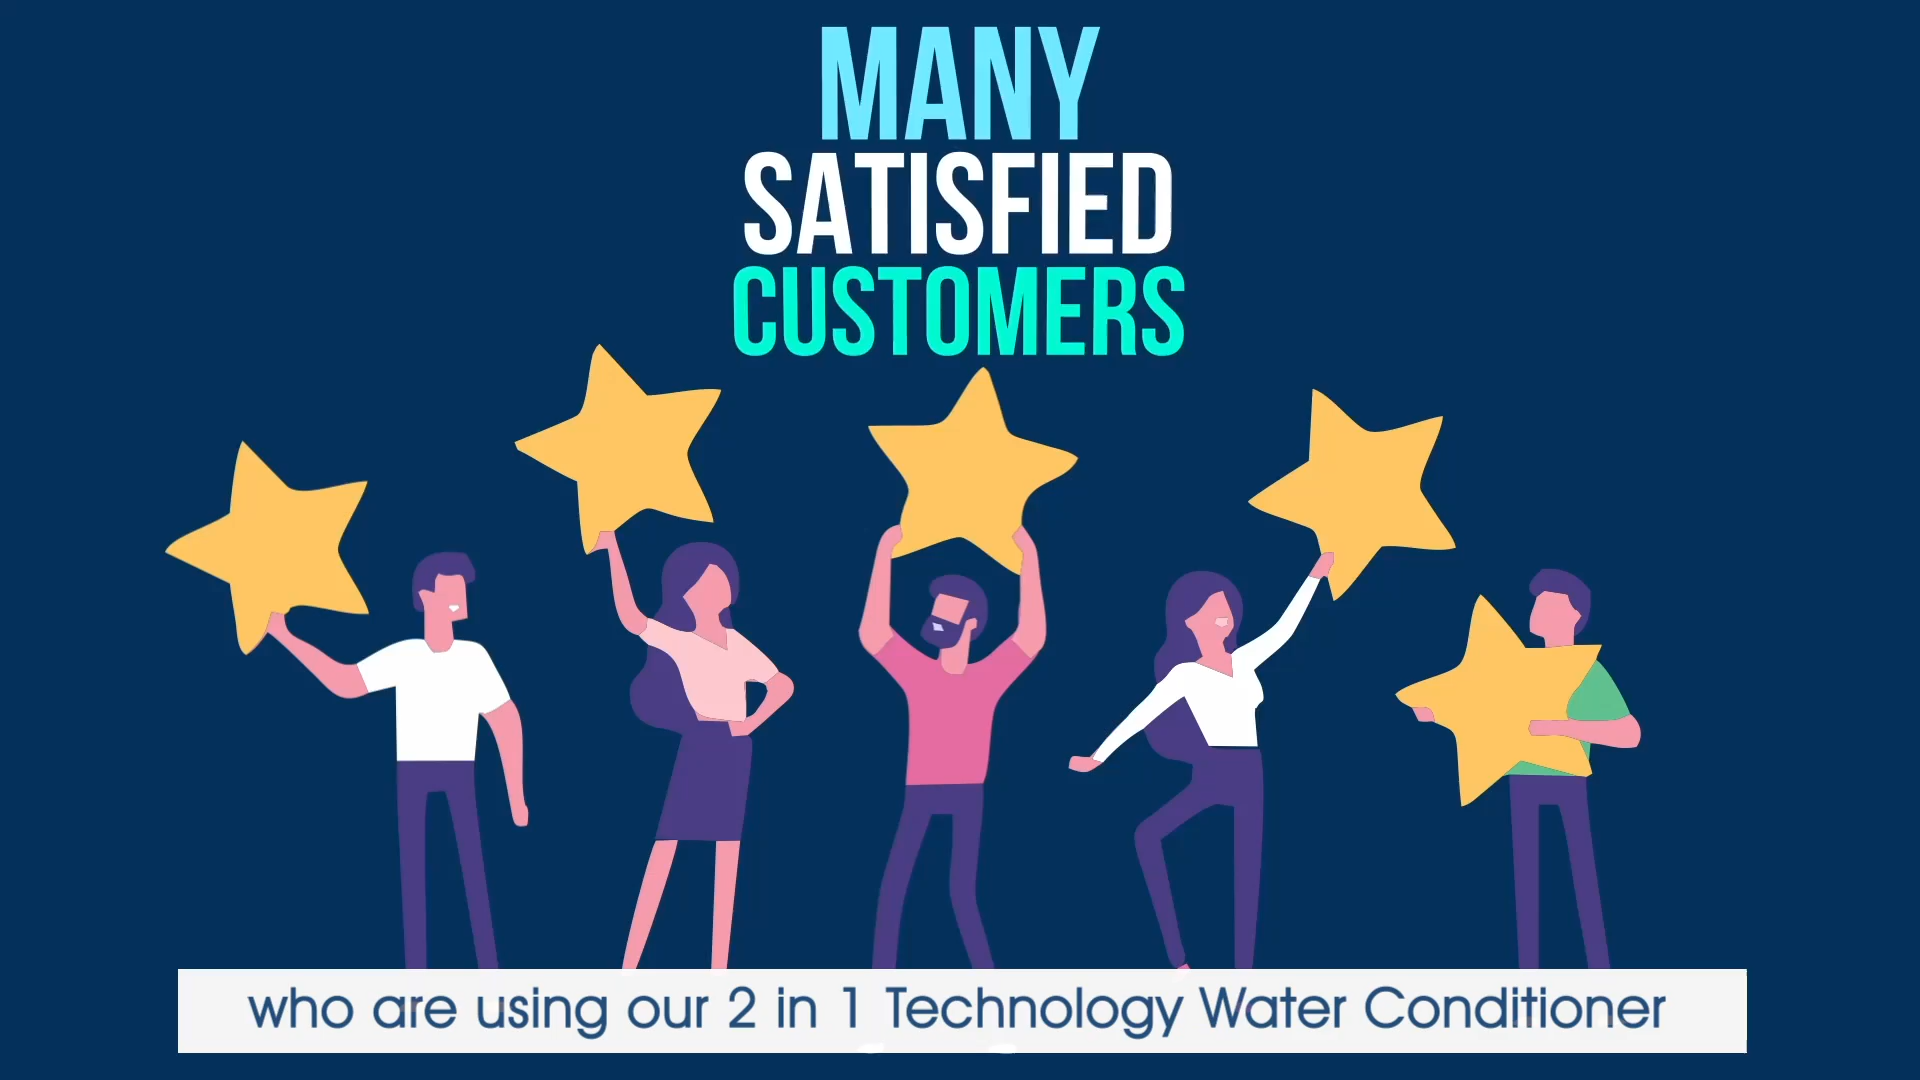 MANY
SATISFIED
CUSTOMERS
who are using our 2 in 1 Technology Water Conditioner